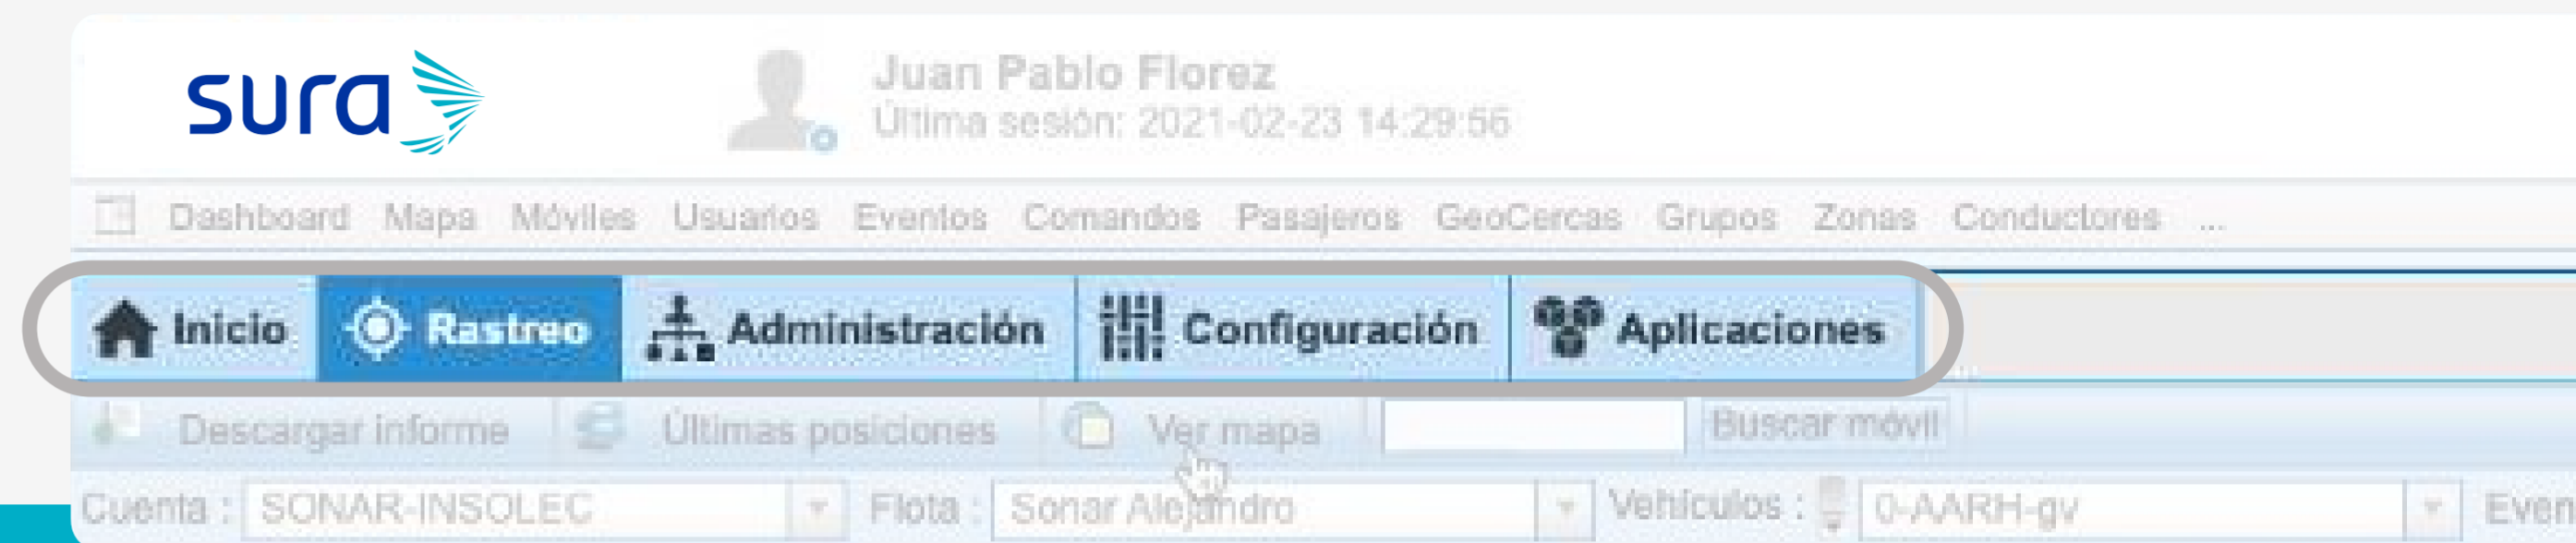 sura
Juan Pablo Florez
Última sesión: 2021-02-23 14:29:56
Dashboard Mapa Móviles Usuarios Eventos Comandos Pasajeros GeoCercas Grupos Zonas Conductores ...
Inicio Rastreo Administración Configuración Aplicaciones
Descargar informe Últimas posiciones Ver mapa Buscar móvil
Cuenta : SONAR-INSOLEC Flota : Sonar Alejandro Vehículos : 0-AARH-gv Even